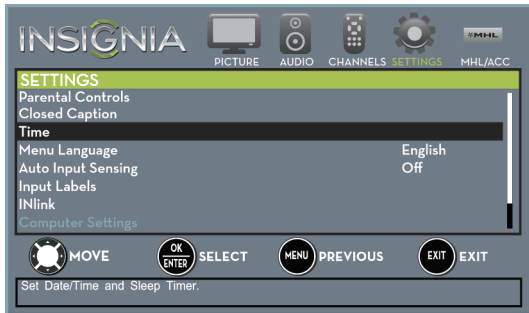 INSIGNIA
PICTURE AUDIO CHANNELS SETTINGS MHL/ACC
MHL
SETTINGS
Parental Controls
Closed Caption
Time
Menu Language English
Auto Input Sensing Off
Input Labels
INlink
Computer Settings
MOVE OK ENTER SELECT MENU PREVIOUS EXIT EXIT
Set Date/Time and Sleep Timer.